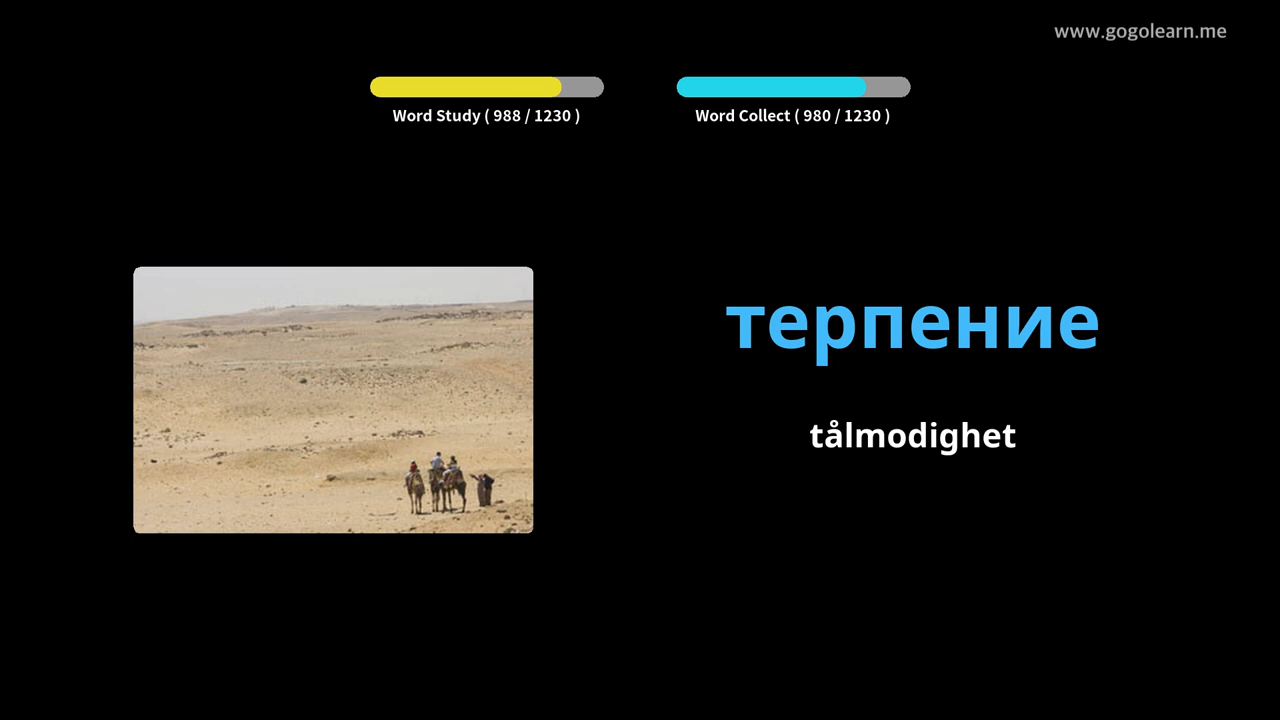 www.gogolearn.me
Word Study ( 988 / 1230 )
Word Collect ( 980 / 1230 )
терпение
tålmodighet